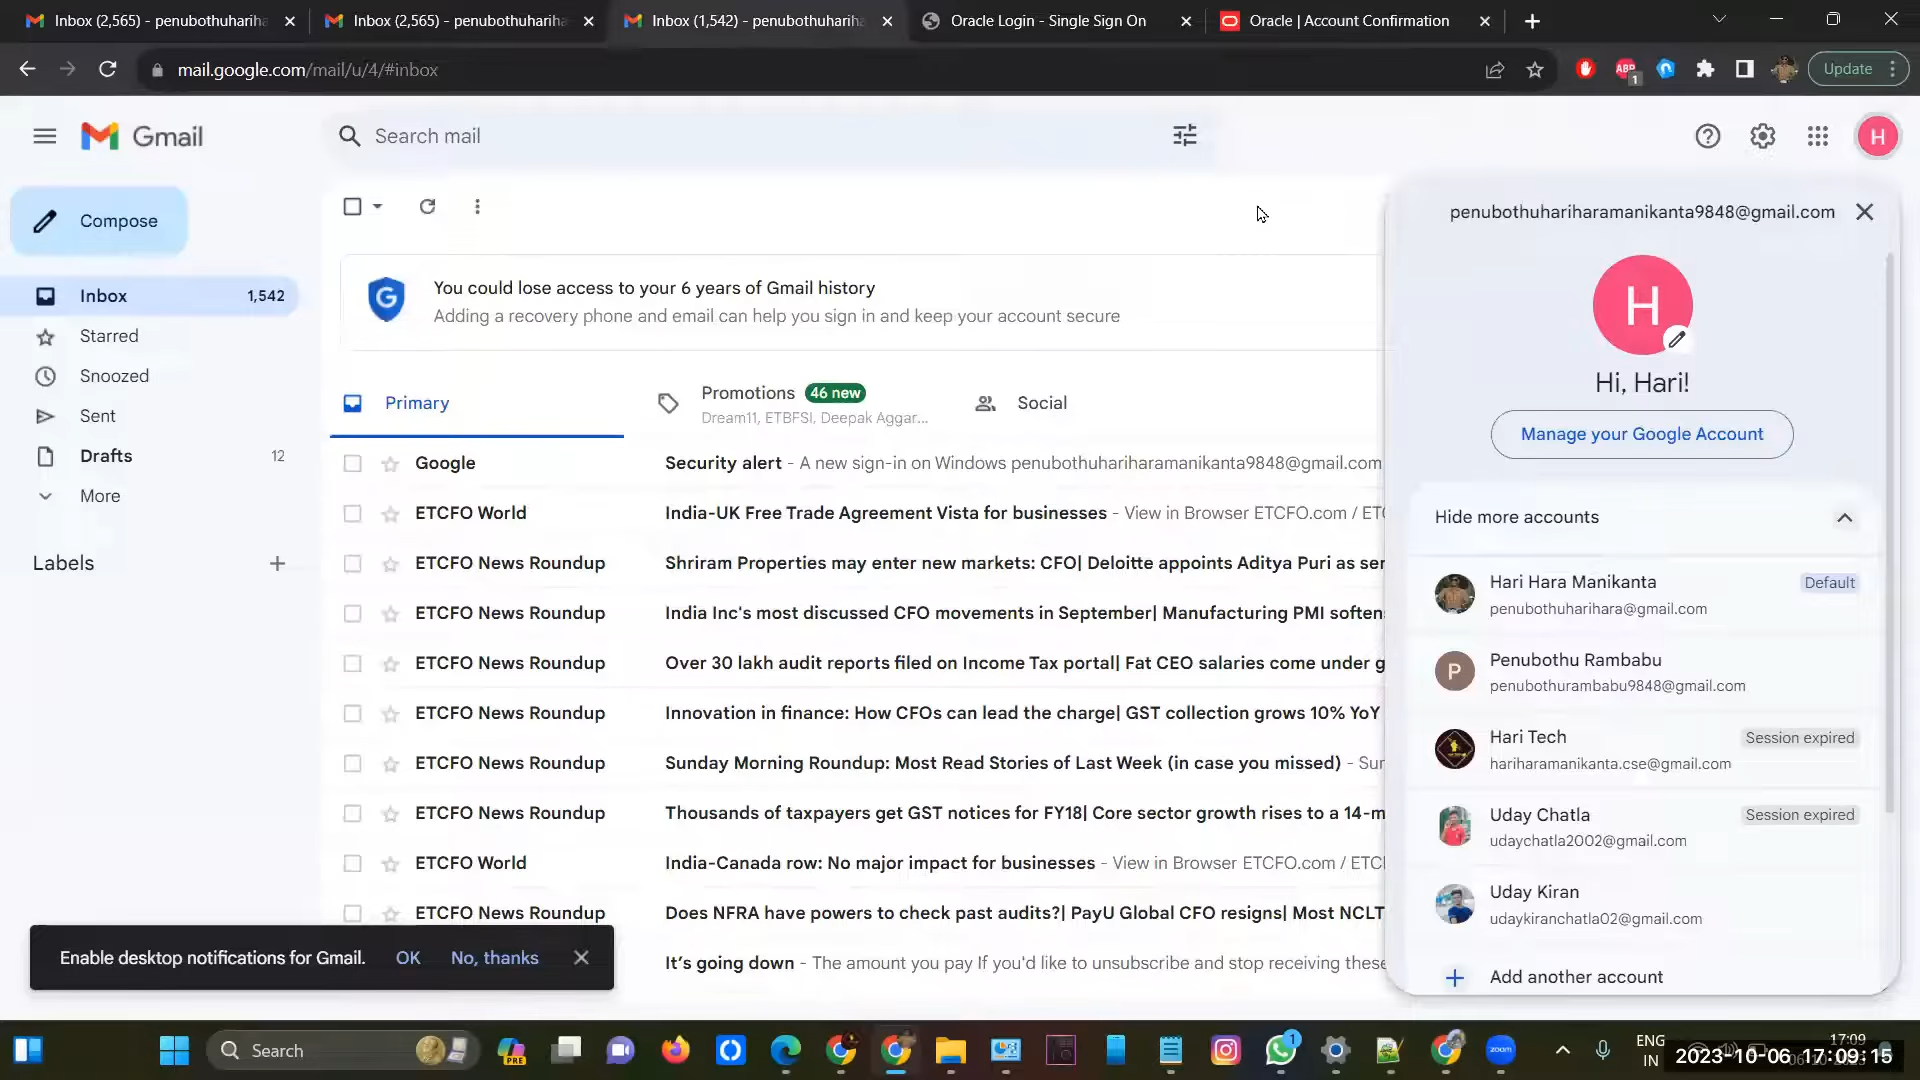 Inbox (2,565) - penubothuhariha
Inbox (2,565) - penubothuhariha
Inbox (1,542) - penubothuhariha
Oracle Login - Single Sign On
Oracle | Account Confirmation
mail.google.com/mail/u/4/#inbox
ABP
1
Update
Gmail
Search mail
H
Compose
Inbox 1,542
Starred
Snoozed
Sent
Drafts 12
More
Labels
G
You could lose access to your 6 years of Gmail history
Adding a recovery phone and email can help you sign in and keep your account secure
Primary
Promotions 46 new
Dream11, ETBFSI, Deepak Aggar...
Social
Google Security alert - A new sign-in on Windows penubothuhariharamanikanta9848@gmail.com
ETCFO World India-UK Free Trade Agreement Vista for businesses - View in Browser ETCFO.com / ETC
ETCFO News Roundup Shriram Properties may enter new markets: CFO| Deloitte appoints Aditya Puri as ser
ETCFO News Roundup India Inc's most discussed CFO movements in September| Manufacturing PMI softens
ETCFO News Roundup Over 30 lakh audit reports filed on Income Tax portal| Fat CEO salaries come under g
ETCFO News Roundup Innovation in finance: How CFOs can lead the charge| GST collection grows 10% YoY
ETCFO News Roundup Sunday Morning Roundup: Most Read Stories of Last Week (in case you missed) - Sun
ETCFO News Roundup Thousands of taxpayers get GST notices for FY18| Core sector growth rises to a 14-m
ETCFO World India-Canada row: No major impact for businesses - View in Browser ETCFO.com / ETC
ETCFO News Roundup Does NFRA have powers to check past audits?| PayU Global CFO resigns| Most NCLT
It's going down - The amount you pay If you'd like to unsubscribe and stop receiving these
Enable desktop notifications for Gmail. OK No, thanks
penubothuhariharamanikanta9848@gmail.com
H
Hi, Hari!
Manage your Google Account
Hide more accounts
Hari Hara Manikanta Default
penubothuharihara@gmail.com
P
Penubothu Rambabu
penubothurambabu9848@gmail.com
Hari Tech Session expired
hariharamanikanta.cse@gmail.com
Uday Chatla Session expired
udaychatla2002@gmail.com
Uday Kiran
udaykiranchatla02@gmail.com
Add another account
Search
PRE
1
zoom
ENG
IN
17:09
2023-10-06 17:09:15